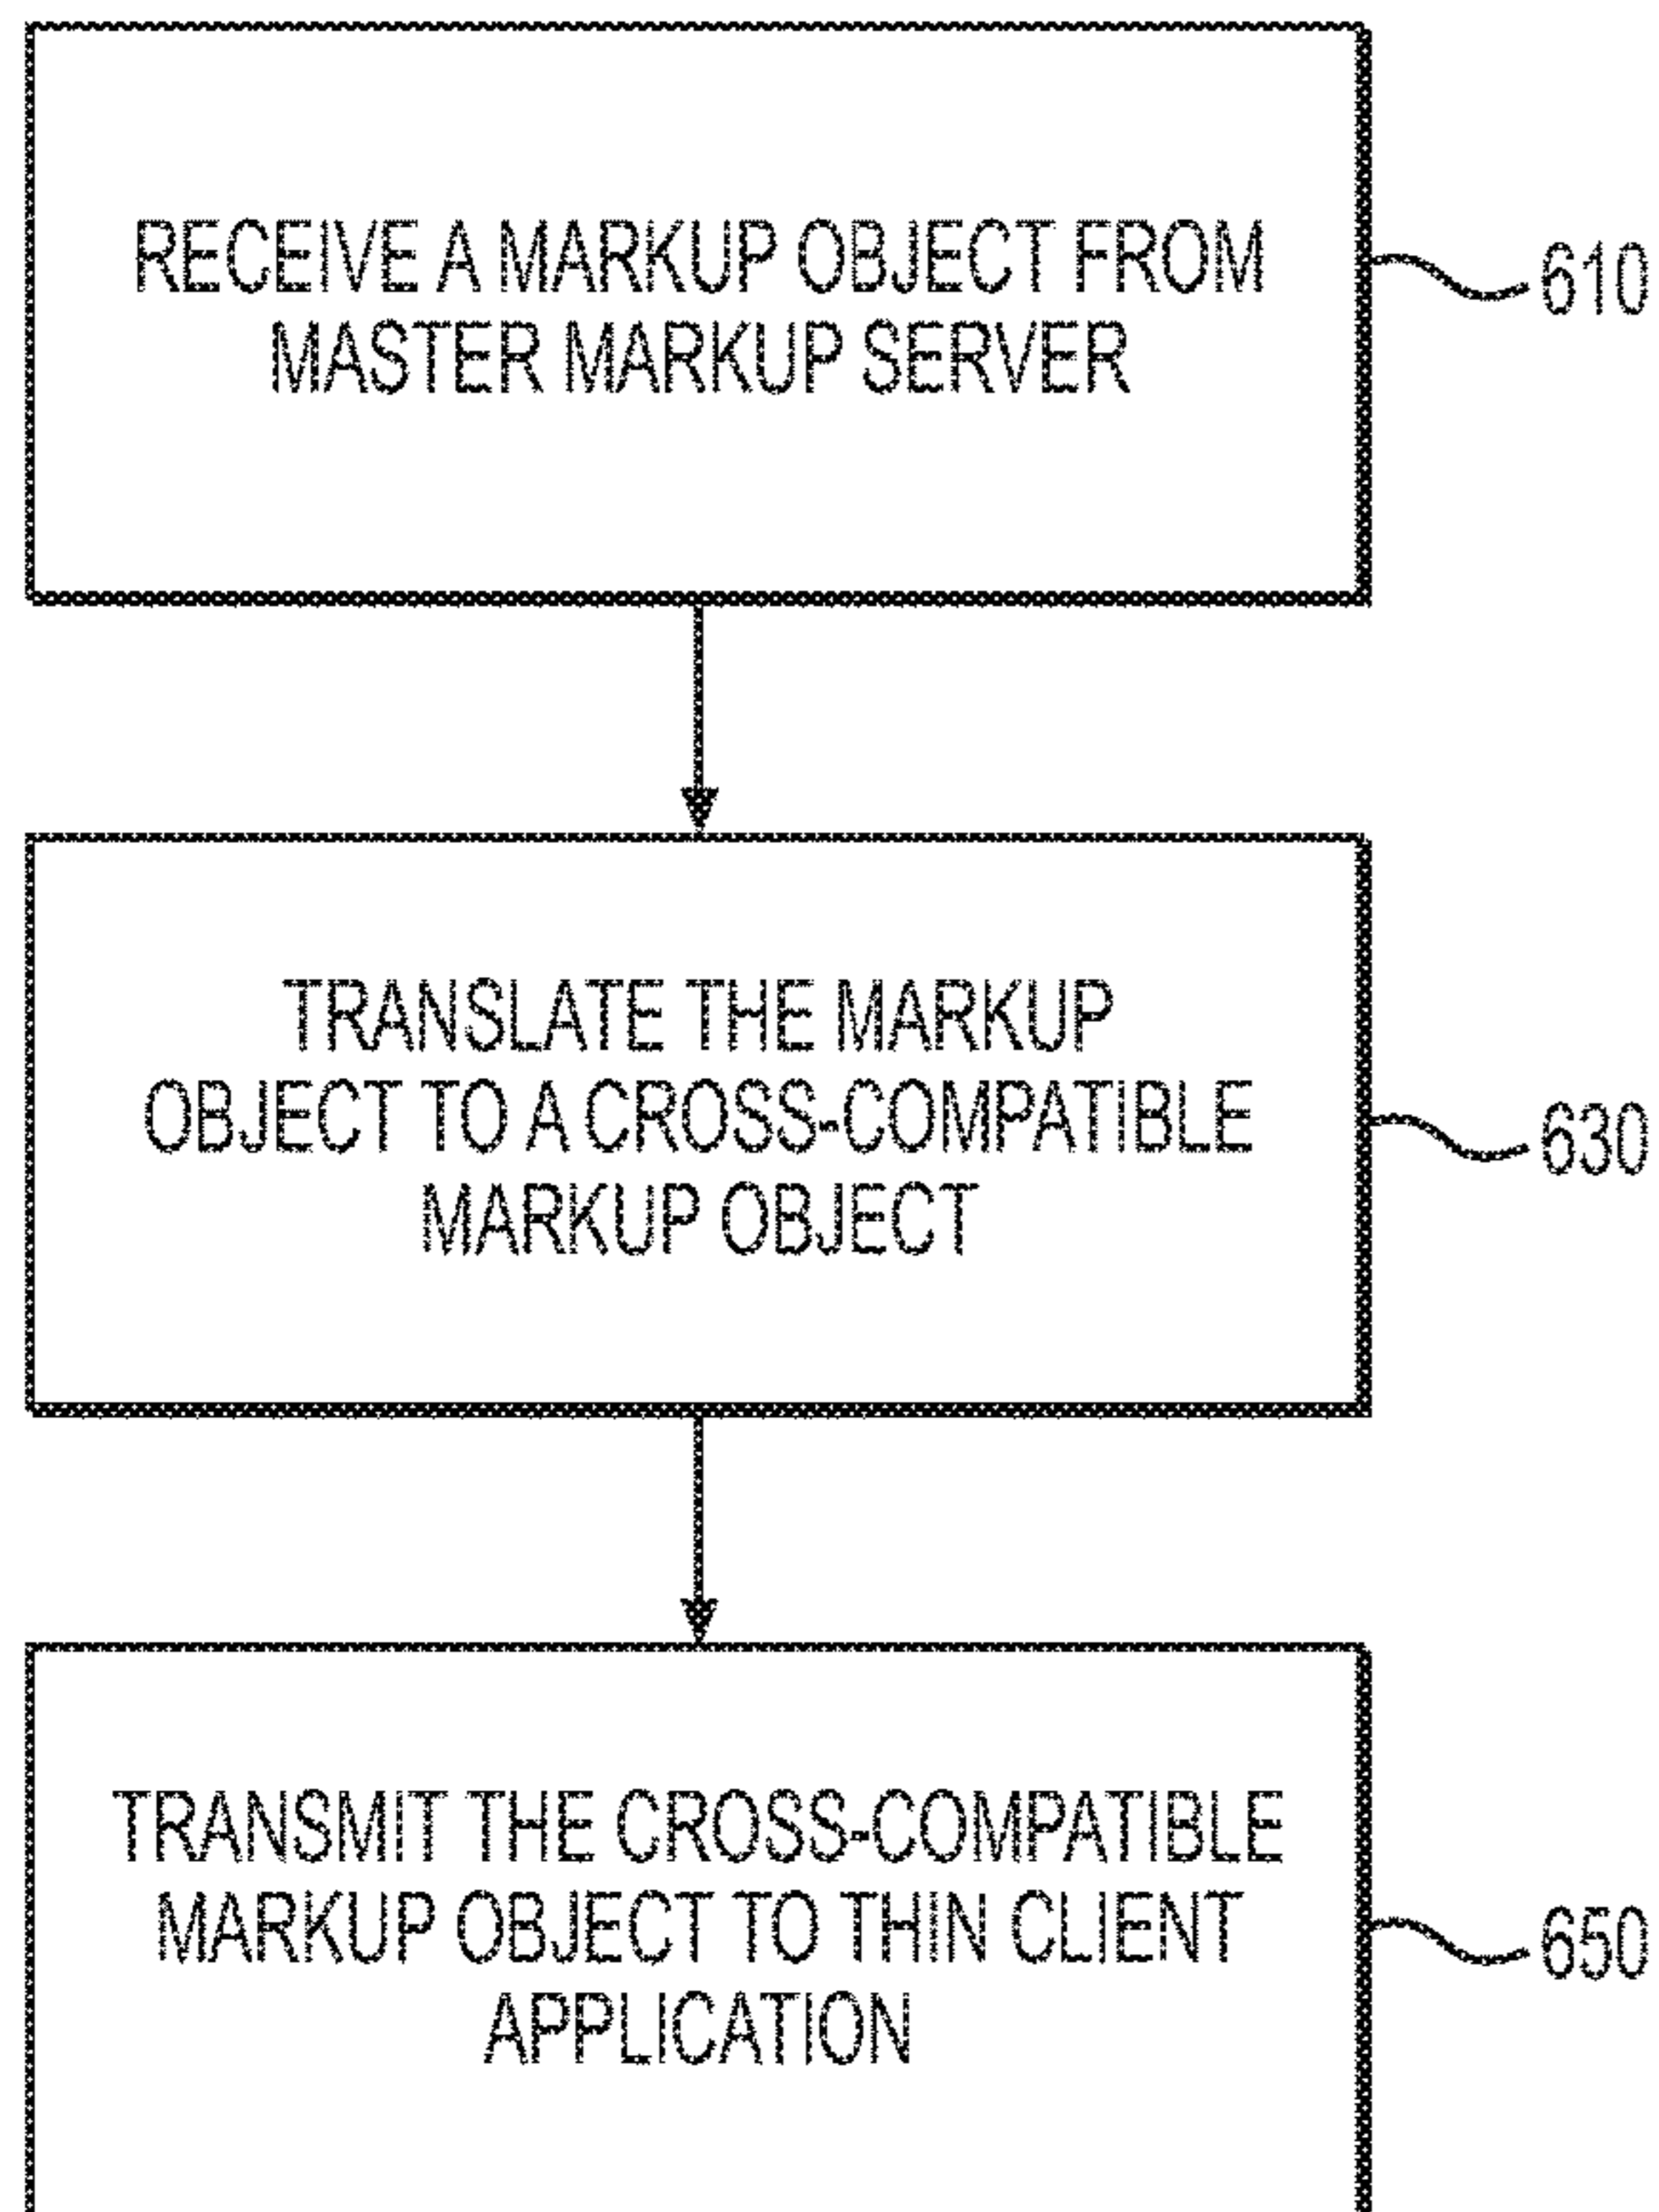 RECEIVE A MARKUP OBJECT FROM
MASTER MARKUP SERVER
610
TRANSLATE THE MARKUP
OBJECT TO A CROSS-COMPATIBLE
MARKUP OBJECT
630
TRANSMIT THE CROSS-COMPATIBLE
MARKUP OBJECT TO THIN CLIENT
APPLICATION
650